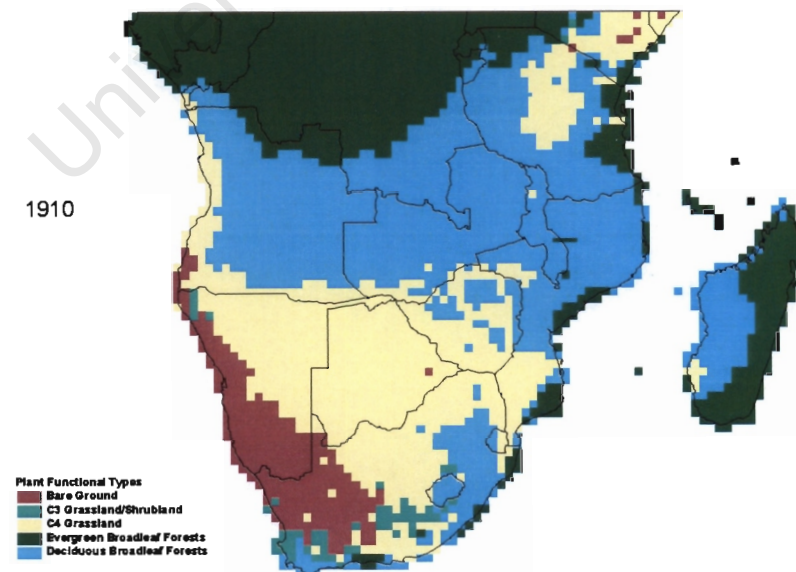 1910
Plant Functional Types
Bare Ground
C3 Grassland/Shrubland
C4 Grassland
Evergreen Broadleaf Forests
Deciduous Broadleaf Forests